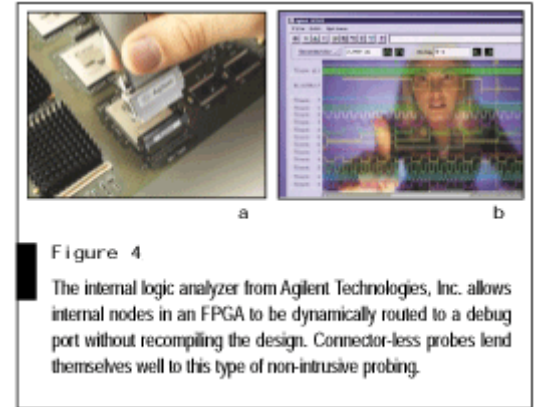 Agilent
a
b
Figure 4
The internal logic analyzer from Agilent Technologies, Inc. allows
internal nodes in an FPGA to be dynamically routed to a debug
port without recompiling the design. Connector-less probes lend
themselves well to this type of non-intrusive probing.